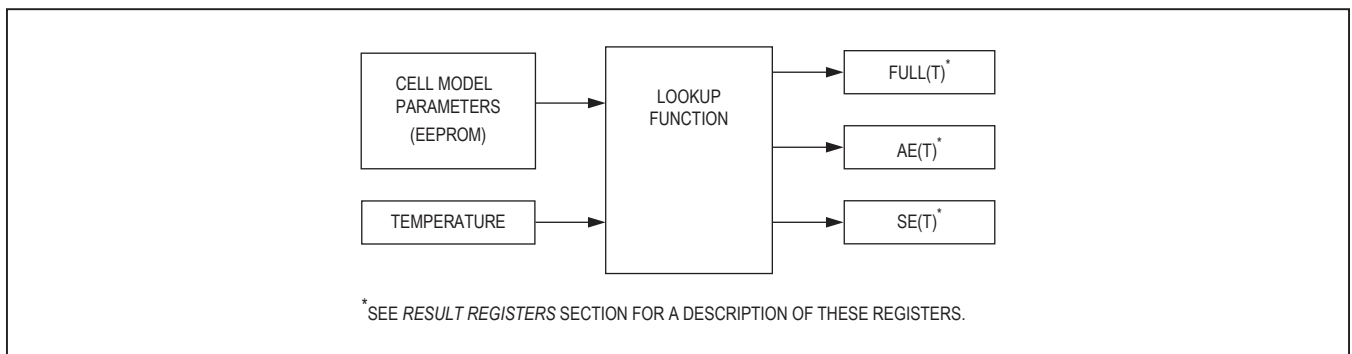 CELL MODEL
PARAMETERS
(EEPROM)
TEMPERATURE
LOOKUP
FUNCTION
FULL(T)*
AE(T)*
SE(T)*
*SEE RESULT REGISTERS SECTION FOR A DESCRIPTION OF THESE REGISTERS.